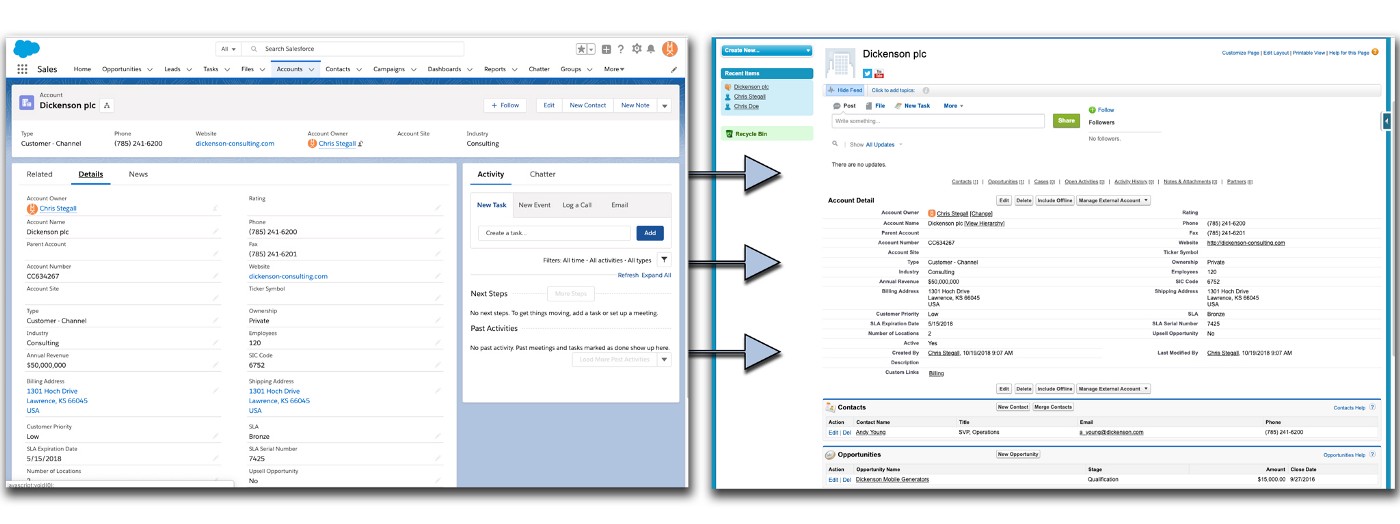 All
Search Salesforce
Sales Home Opportunities Leads Tasks Files Accounts Contacts Campaigns Dashboards Reports Chatter Groups More
Account
Dickenson plc
+ Follow Edit New Contact New Note
Type Phone Website Account Owner Account Site Industry
Customer - Channel (785) 241-6200 dickenson-consulting.com Chris Stegall Consulting
Related Details News
Account Owner Rating
Chris Stegall
Account Name Phone
Dickenson plc (785) 241-6200
Parent Account Fax
(785) 241-6201
Account Number Website
CC634267 dickenson-consulting.com
Account Site Ticker Symbol
Type Ownership
Customer - Channel Private
Industry Employees
Consulting 120
Annual Revenue SIC Code
$50,000,000 6752
Billing Address Shipping Address
1301 Hoch Drive 1301 Hoch Drive
Lawrence, KS 66045 Lawrence, KS 66045
USA USA
Customer Priority SLA
Low Bronze
SLA Expiration Date SLA Serial Number
5/15/2018 7425
Number of Locations Upsell Opportunity
No
Activity Chatter
New Task New Event Log a Call Email
Create a task... Add
Filters: All time · All activities · All types
Refresh Expand All
Next Steps More Steps
No next steps. To get things moving, add a task or set up a meeting.
Past Activities
No past activity. Past meetings and tasks marked as done show up here.
Load More Past Activities
Create New...
Recent Items
Dickenson plc
Chris Stegall
Chris Doe
Recycle Bin
Dickenson plc
Customize Page | Edit Layout | Printable View | Help for this Page
Hide Feed Click to add topics:
Post File New Task More
Write something... Share
Follow
Followers
No followers.
Show All Updates
There are no updates.
Contacts [1] | Opportunities [1] | Cases [0] | Open Activities [0] | Activity History [0] | Notes & Attachments [0] | Partners [0]
Account Detail Edit Delete Include Offline Manage External Account
Account Owner Chris Stegall [Change] Rating
Account Name Dickenson plc [View Hierarchy] Phone (785) 241-6200
Parent Account Fax (785) 241-6201
Account Number CC634267 Website http://dickenson-consulting.com
Account Site Ticker Symbol
Type Customer - Channel Ownership Private
Industry Consulting Employees 120
Annual Revenue $50,000,000 SIC Code 6752
Billing Address 1301 Hoch Drive Shipping Address 1301 Hoch Drive
Lawrence, KS 66045 Lawrence, KS 66045
USA USA
Customer Priority Low SLA Bronze
SLA Expiration Date 5/15/2018 SLA Serial Number 7425
Number of Locations 2 Upsell Opportunity No
Active Yes
Created By Chris Stegall, 10/19/2018 9:07 AM Last Modified By Chris Stegall, 10/19/2018 9:07 AM
Description
Custom Links Billing
Edit Delete Include Offline Manage External Account
Contacts New Contact Merge Contacts Contacts Help
Action Contact Name Title Email Phone
Edit | Del Andy Young SVP, Operations a_young@dickenson.com (785) 241-6200
Opportunities New Opportunity Opportunities Help
Action Opportunity Name Stage Amount Close Date
Edit | Del Dickenson Mobile Generators Qualification $15,000.00 9/27/2016